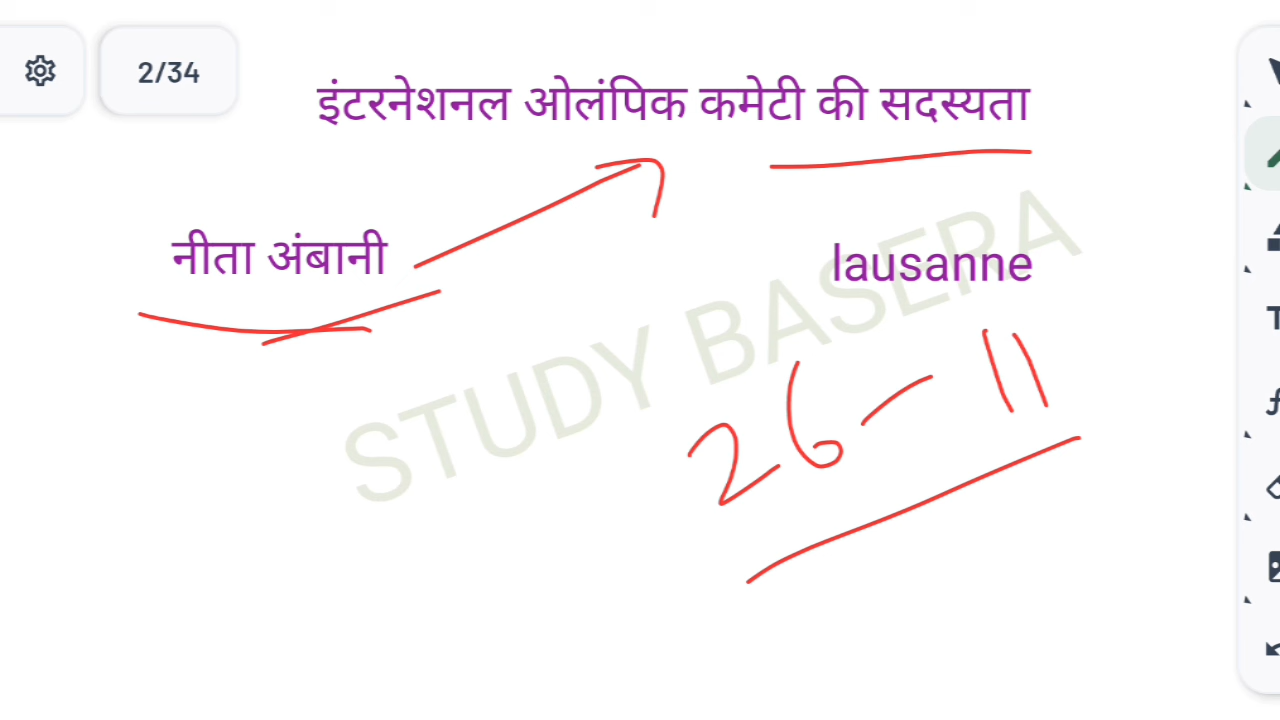 2/34
इंटरनेशनल ओलंपिक कमेटी की सदस्यता
नीता अंबानी
lausanne
STUDY BASERA
26-11